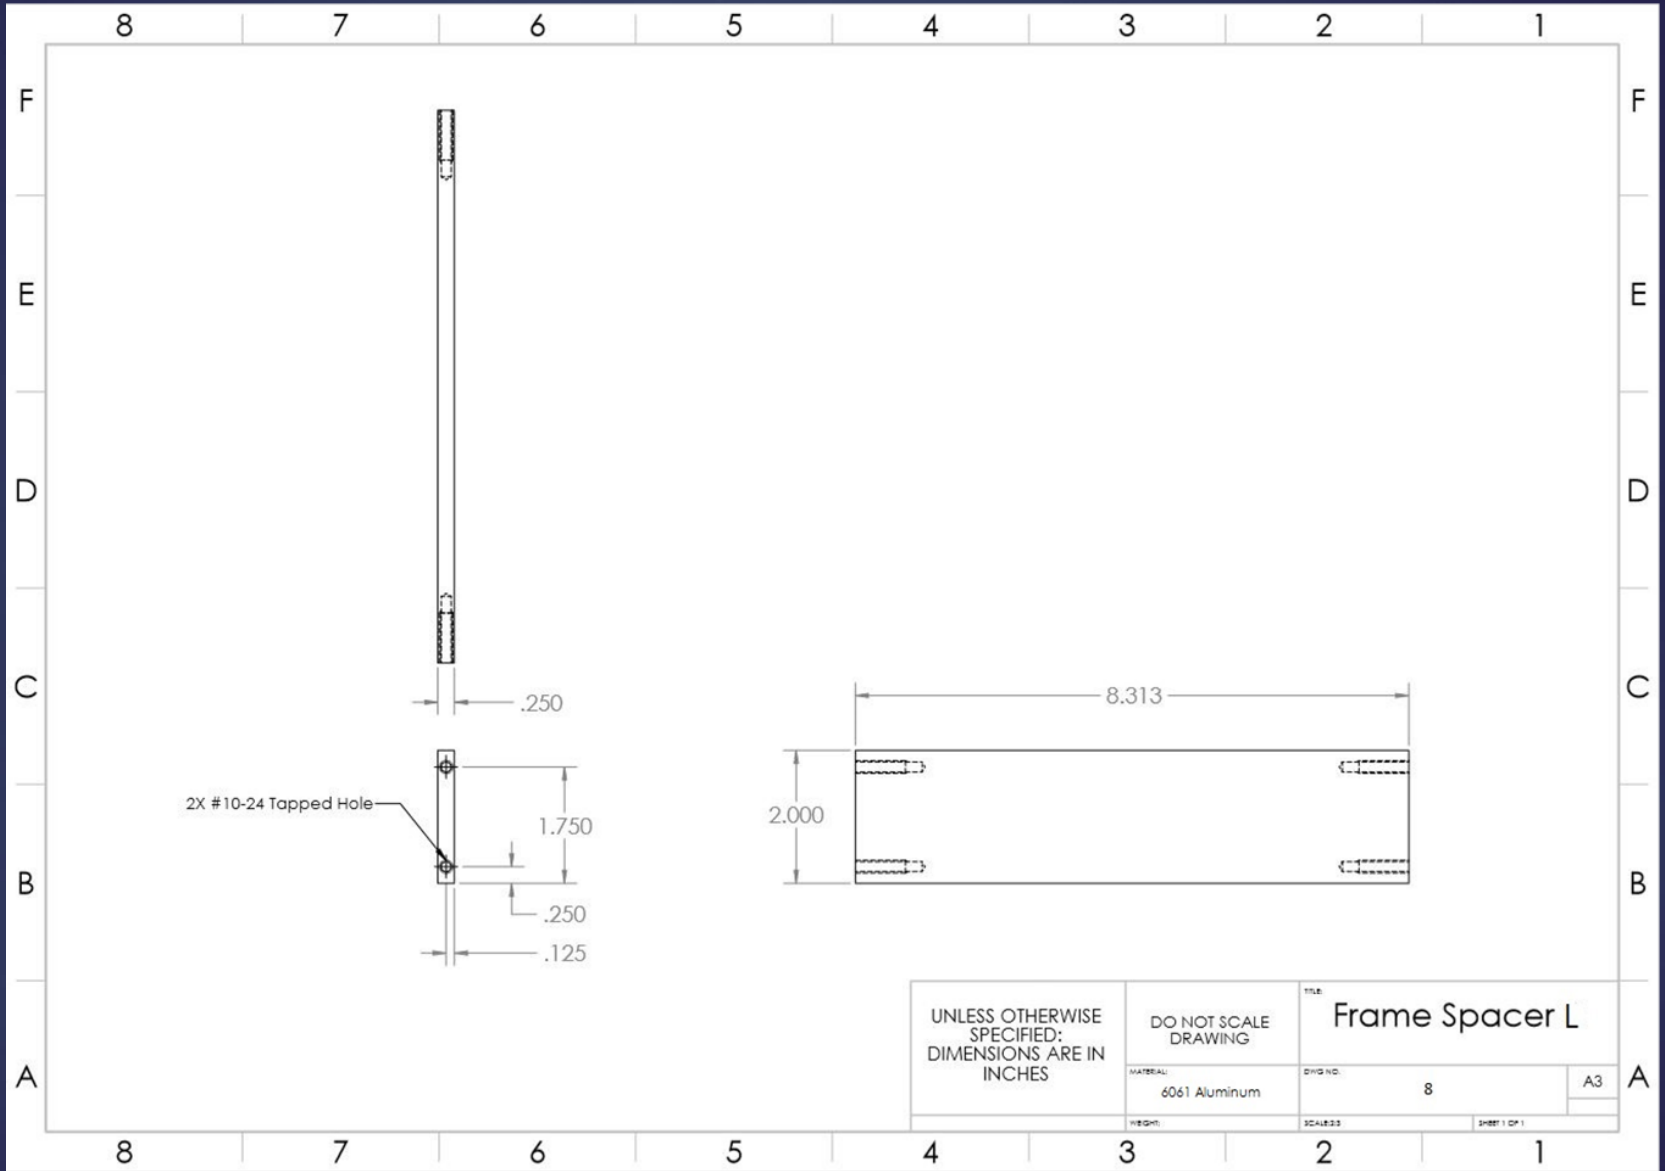 8 7 6 5 4 3 2 1
F F
E E
D D
C C
B B
A A
.250
8.313
2X #10-24 Tapped Hole
1.750
2.000
.250
.125
UNLESS OTHERWISE
SPECIFIED:
DIMENSIONS ARE IN
INCHES
DO NOT SCALE
DRAWING
TITLE:
Frame Spacer L
MATERIAL:
6061 Aluminum
DWG NO.
8
A3
WEIGHT:
SHEET 1 OF 1
8 7 6 5 4 3 2 1